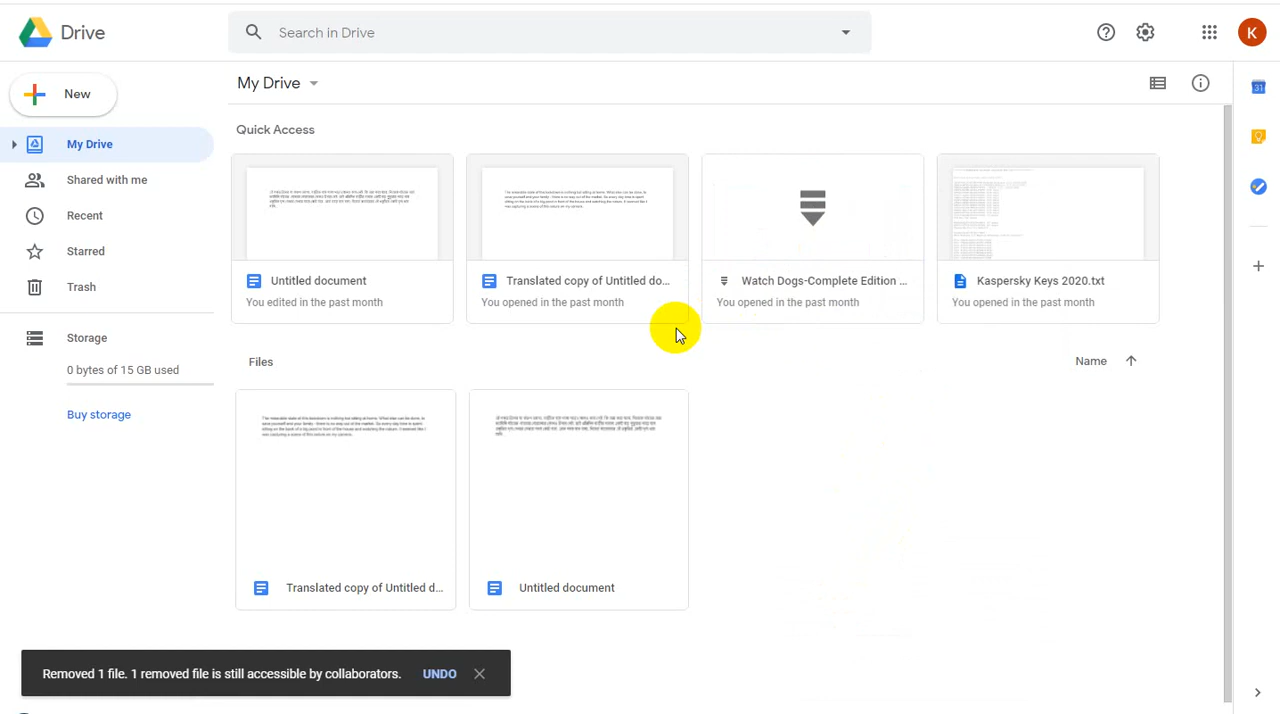 Drive
Search in Drive
K
New
My Drive
31
Quick Access
My Drive
Shared with me
Recent
Starred
Trash
Untitled document
Translated copy of Untitled do...
Watch Dogs-Complete Edition ...
Kaspersky Keys 2020.txt
You edited in the past month
You opened in the past month
You opened in the past month
You opened in the past month
Storage
0 bytes of 15 GB used
Buy storage
Files
Name
Translated copy of Untitled d...
Untitled document
Removed 1 file. 1 removed file is still accessible by collaborators.
UNDO